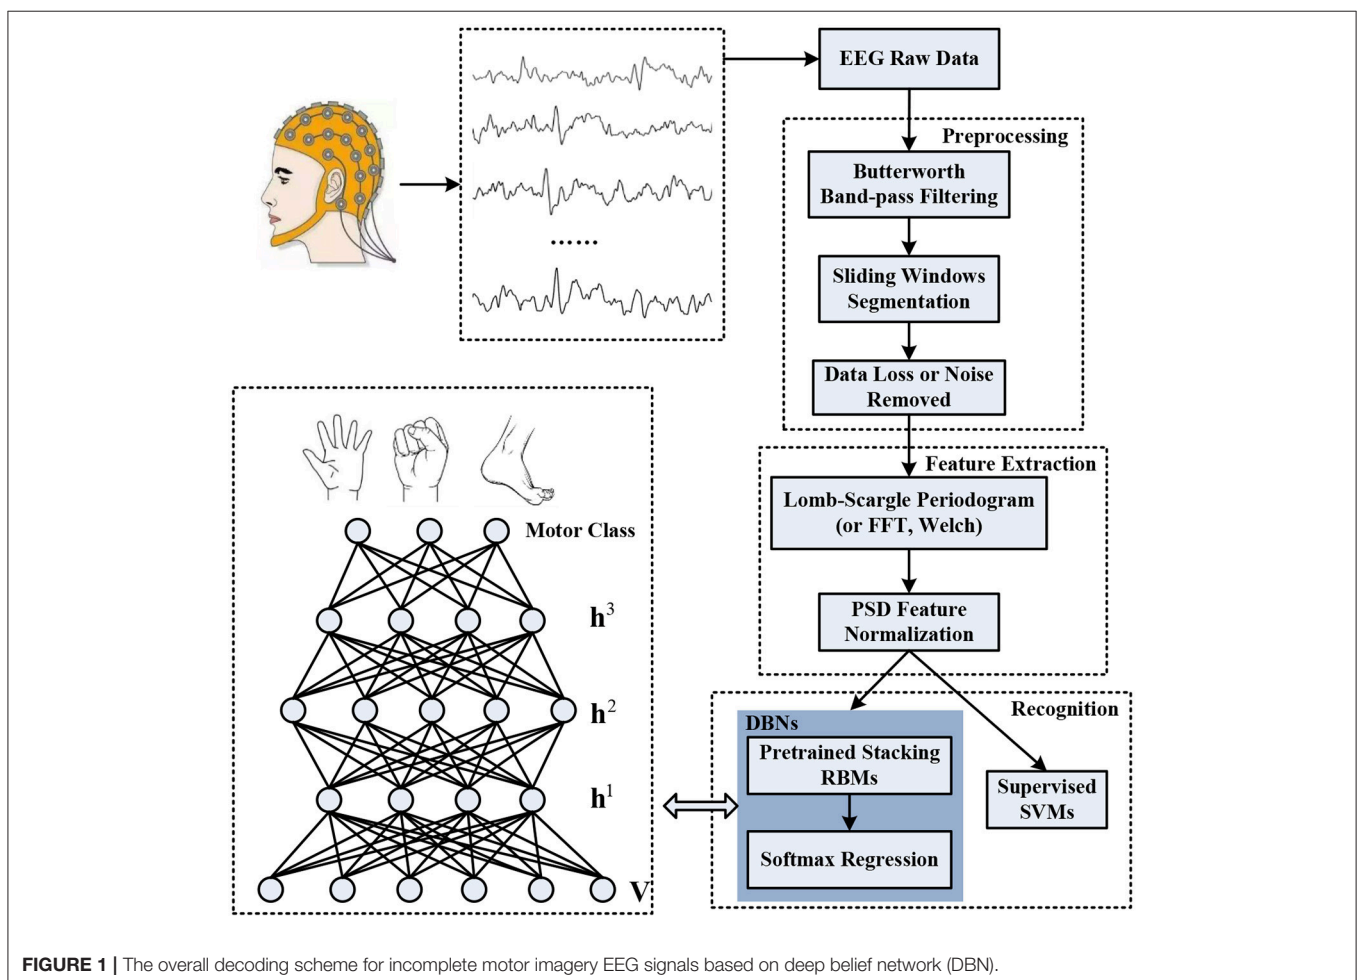 EEG Raw Data
Preprocessing
Butterworth
Band-pass Filtering
Sliding Windows
Segmentation
......
Data Loss or Noise
Removed
Feature Extraction
Lomb-Scargle Periodogram
(or FFT, Welch)
PSD Feature
Normalization
Motor Class
h³
h²
h¹
V
Recognition
DBNs
Pretrained Stacking
RBMs
Softmax Regression
Supervised
SVMs
FIGURE 1 | The overall decoding scheme for incomplete motor imagery EEG signals based on deep belief network (DBN).